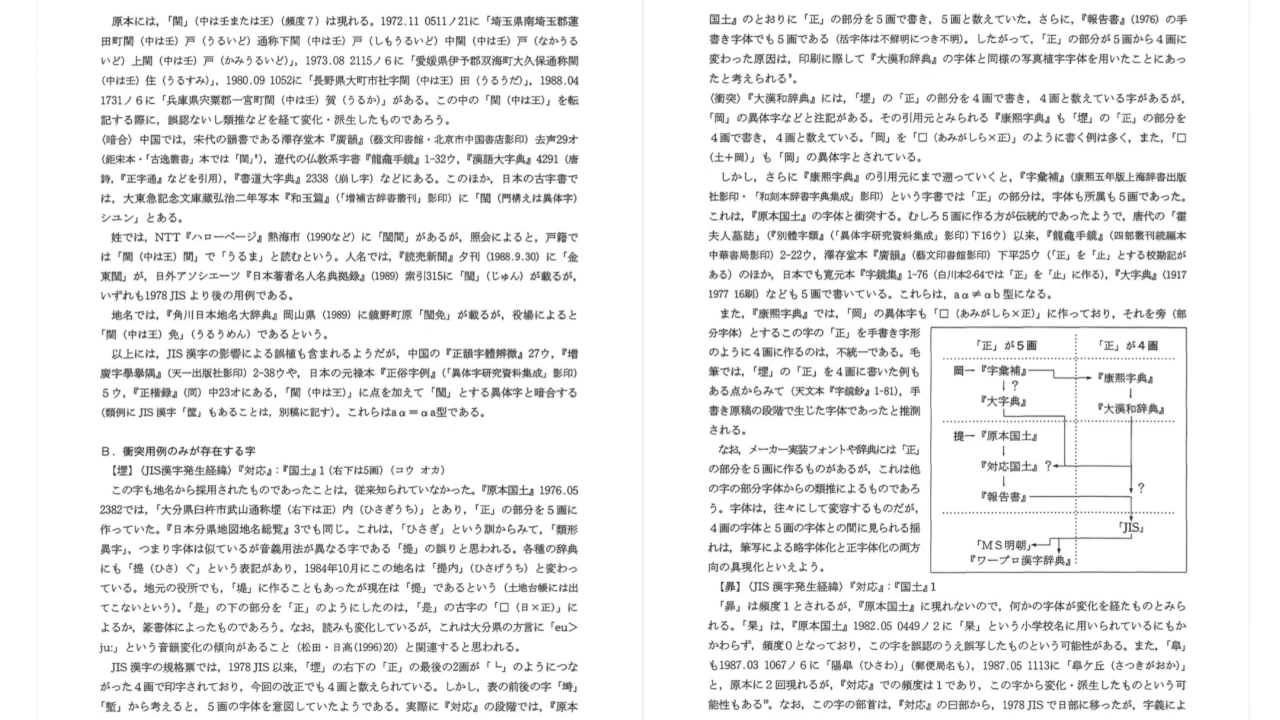 原本には，「閠」（中は壬または王）（頻度７）は現れる。1972.11 0511ノ21に「埼玉県南埼玉郡蓮
田町閠（中は壬）戸（うるいど）通称下閠（中は壬）戸（しもうるいど）中閠（中は壬）戸（なかうる
いど）上閠（中は壬）戸（かみうるいど）」，1973.08 2115ノ６に「愛媛県伊予郡双海町大久保通称閠
（中は壬）住（うるすみ）」，1980.09 1052に「長野県大町市社字閠（中は王）田（うるうだ）」，1988.04
1731ノ６に「兵庫県宍粟郡一宮町閠（中は壬）賀（うるか）」がある。この中の「閠（中は壬）」を転
記する際に，誤認ないし類推などを経て変化・派生したものであろう。
〈暗合〉中国では，宋代の韻書である澤存堂本『廣韻』（藝文印書館・北京市中国書店影印）去声29オ
（鉅宋本・「古逸叢書」本では「閠」），遼代の仏教系字書『龍龕手鏡』1-32ウ，『漢語大字典』4291（唐
詩，『正字通』などを引用），『書道大字典』2338（崩し字）などにある。このほか，日本の古字書で
は，大東急記念文庫蔵弘治二年写本『和玉篇』（「増補古辞書叢刊」影印）に「閠（門構えは異体字）
シユン」とある。
姓では，NTT『ハローページ』熱海市（1990など）に「閠間」があるが，照会によると，戸籍で
は「閠（中は王）間」で「うるま」と読むという。人名では，『読売新聞』夕刊（1988.9.30）に「金
東閠」が，日外アソシエーツ『日本著者名人名典拠録』（1989）索引315に「閠」（じゅん）が載るが，
いずれも1978 JIS より後の用例である。
地名では，『角川日本地名大辞典』岡山県（1989）に鏡野町原「閠免」が載るが，役場によると
「閠（中は王）免」（うるうめん）であるという。
以上には，JIS 漢字の影響による誤植も含まれるようだが，中国の『正韻字體辨微』27ウ，『増
廣字學擧隅』（天一出版社影印）2-38ウや，日本の元禄本『正俗字例』（「異体字研究資料集成」影印）
５ウ，『正楷録』（同）中23オにある，「閠（中は王）」に点を加えて「閠」とする異体字と暗合する
（類例にJIS 漢字「䈑」もあることは，別稿に記す）。これらはaα＝αa型である。
Ｂ．衝突用例のみが存在する字
【堽】〈JIS漢字発生経緯〉『対応』：『国土』１（右下は5画）（コウ オカ）
この字も地名から採用されたものであったことは，従来知られていなかった。『原本国土』1976.05
2382では，「大分県臼杵市武山通称堽（右下は正）内（ひさぎうち）」とあり，「正」の部分を５画に
作っていた。『日本分県地図地名総覧』３でも同じ。これは，「ひさぎ」という訓からみて，「類形
異字」，つまり字体は似ているが音義用法が異なる字である「提」の誤りと思われる。各種の辞典
にも「提（ひさ）ぐ」という表記があり，1984年10月にこの地名は「提内」（ひさげうち）と変わっ
ている。地元の役所でも，「堤」に作ることもあったが現在は「提」であるという（土地台帳には出
てこないという）。「是」の下の部分を「正」のようにしたのは，「是」の古字の「□（日×正）」に
よるか，篆書体によったものであろう。なお，読みも変化しているが，これは大分県の方言に「eu＞
ju:」という音韻変化の傾向があること（松田・日高(1996)20）と関連すると思われる。
JIS 漢字の規格票では，1978 JIS 以来，「堽」の右下の「正」の最後の2画が「㇄」のようにつな
がった４画で印字されており，今回の改正でも４画と数えられている。しかし，表の前後の字「塒」
「塹」から考えると，５画の字体を意図していたようである。実際に『対応』の段階では，『原本
国土』のとおりに「正」の部分を５画で書き，５画と数えていた。さらに，『報告書』（1976）の手
書き字体でも５画である（活字体は不鮮明につき不明）。したがって，「正」の部分が５画から４画に
変わった原因は，印刷に際して『大漢和辞典』の字体と同様の写真植字字体を用いたことにあっ
たと考えられる⁹。
〈衝突〉『大漢和辞典』には，「堽」の「正」の部分を４画で書き，４画と数えている字があるが，
「岡」の異体字などと注記がある。その引用元とみられる『康熙字典』も「堽」の「正」の部分を
４画で書き，４画と数えている。「岡」を「□（あみがしら×正）」のように書く例は多く，また，「□
（土＋岡）」も「岡」の異体字とされている。
しかし，さらに『康熙字典』の引用元にまで遡っていくと，『字彙補』（康熙五年版上海辞書出版
社影印・「和刻本辞書字典集成」影印）という字書では「正」の部分は，字体も所属も５画であった。
これは，『原本国土』の字体と衝突する。むしろ５画に作る方が伝統的であったようで，唐代の「霍
夫人墓誌」（『別體字類』（「異体字研究資料集成」影印）下16ウ）以来，『龍龕手鏡』（四部叢刊続編本
中華書局影印）2-22ウ，澤存堂本『廣韻』（藝文印書館影印）下平25ウ（「正」を「止」とする校勘記が
ある）のほか，日本でも寛元本『字鏡集』1-76（白川本2-64では「正」を「止」に作る），『大字典』（1917
1977 16刷）なども５画で書いている。これらは，aα≠αb型になる。
また，『康熙字典』では，「岡」の異体字も「□（あみがしら×正）」に作っており，それを旁（部
分字体）とするこの字の「正」を手書き字形
のように４画に作るのは，不統一である。毛
筆では，「堽」の「正」を４画に書いた例も
ある点からみて（天文本『字鏡鈔』1-81），手
書き原稿の段階で生じた字体であったと推測
される。
なお，メーカー実装フォントや辞典には「正」
の部分を５画に作るものがあるが，これは他
の字の部分字体からの類推によるものであろ
う。字体は，往々にして変容するものだが，
４画の字体と５画の字体との間に見られる揺
れは，筆写による略字体化と正字体化の両方
向の具現化といえよう。
「正」が５画
「正」が４画
岡─『字彙補』
『康熙字典』
↓？
『大字典』
『大漢和辞典』
提─『原本国土』
『対応国土』？
『報告書』
？
「JIS」
「ＭＳ明朝」
『ワープロ漢字辞典』
【昴】〈JIS 漢字発生経緯〉『対応』：『国土』１
「昴」は頻度１とされるが，『原本国土』に現れないので，何かの字体が変化を経たものとみら
れる。「杲」は，『原本国土』1982.05 0449ノ２に「杲」という小学校名に用いられているにもか
かわらず，頻度０となっており，この字を誤認のうえ誤写したものという可能性がある。また，「皐」
も1987.03 1067ノ６に「陽皐（ひさわ）」（郵便局名も），1987.05 1113に「皐ケ丘（さつきがおか）」
と，原本に２回現れるが，『対応』での頻度は１であり，この字から変化・派生したものという可
能性もある¹⁰。なお，この字の部首は，『対応』の曰部から，1978 JIS で日部に移ったが，字義によ